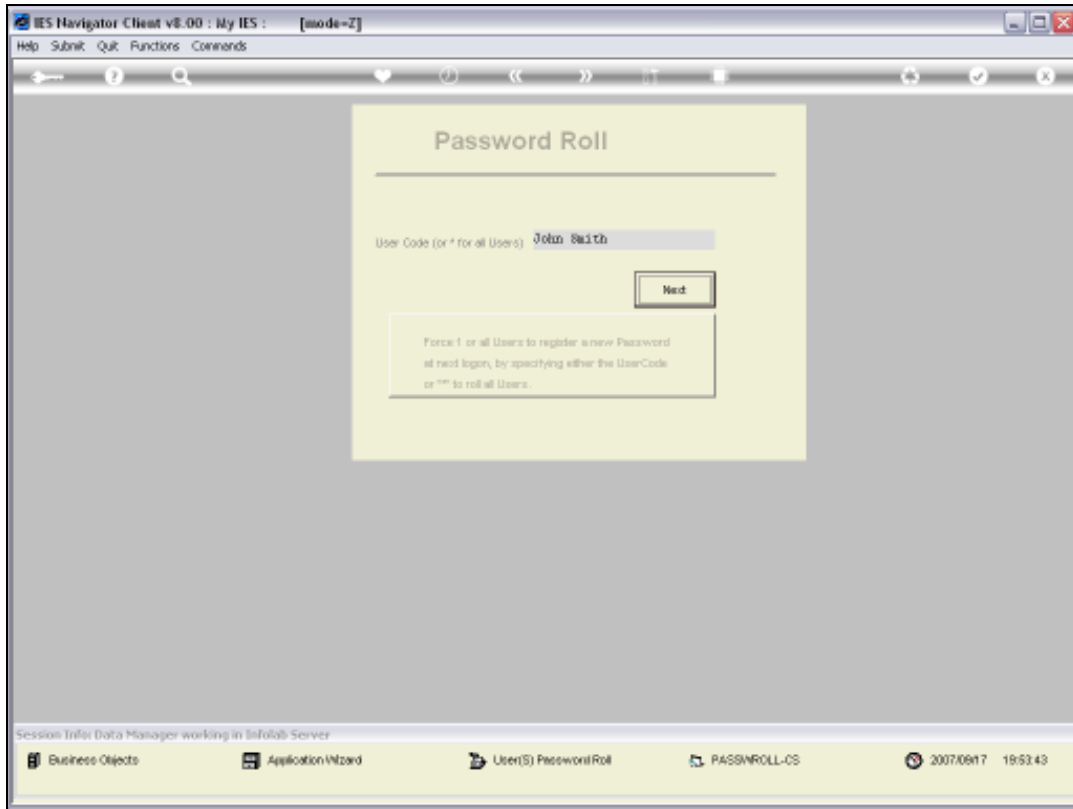 IES Navigator Client v8.00 : My IES : [mode=Z]
Help Submit Quit Functions Commands
Password Roll
User Code (or * for all Users) John Smith
Next
Force 1 or all Users to register a new Password
at next logon, by specifying either the UserCode
or "*" to roll all Users.
Session Info: Data Manager working in Infolab Server
Business Objects Application Wizard User(S) Password Roll PASSWROLL-CS 2007/09/17 19:53:43